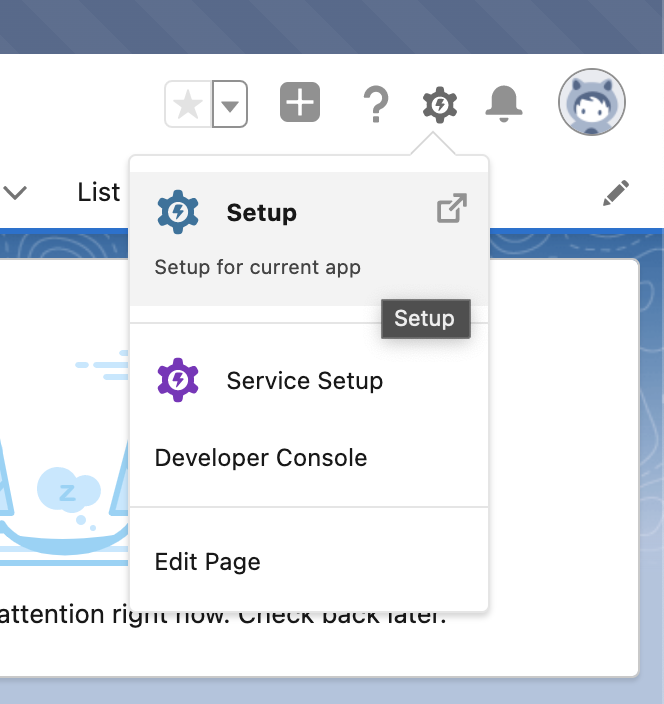 List
Setup
Setup for current app
Setup
Service Setup
Developer Console
Edit Page
z
attention right now. Check back later.